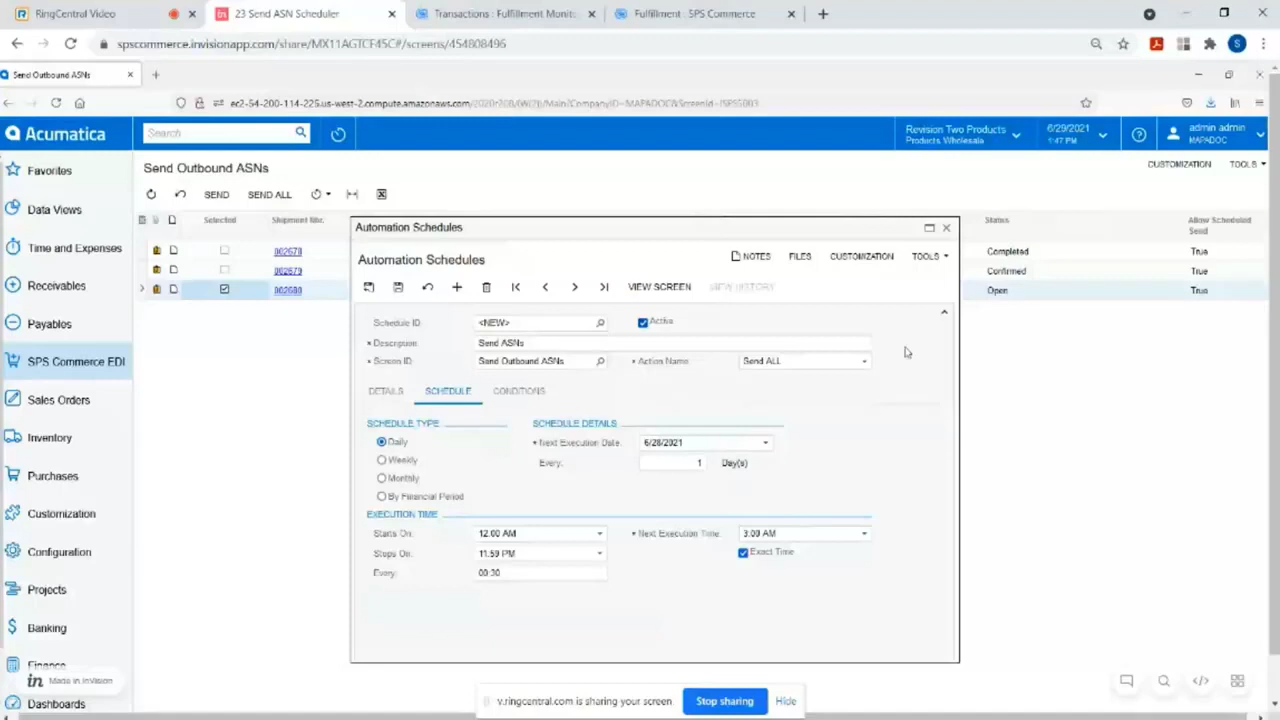 RingCentral Video
23 Send ASN Scheduler
Transactions : Fulfillment Monit
Fulfillment : SPS Commerce
spscommerce.invisionapp.com/share/MX11AGTCF45C#/screens/454808496
S
Send Outbound ASNs
Acumatica
Search
Revision Two Products
Products Wholesale
6/29/2021
1:47 PM
admin admin
MAPADOC
Favorites
Data Views
Time and Expenses
Receivables
Payables
SPS Commerce EDI
Sales Orders
Inventory
Purchases
Customization
Configuration
Projects
Banking
Finance
Dashboards
in Made in InVision
Send Outbound ASNs
CUSTOMIZATION TOOLS
SEND SEND ALL
Selected Shipment Nbr. Status Allow Scheduled
Send
002678 Completed True
002679 Confirmed True
002680 Open True
Automation Schedules
Automation Schedules
NOTES FILES CUSTOMIZATION TOOLS
VIEW SCREEN VIEW HISTORY
Schedule ID: <NEW> Active
Description: Send ASNs
Screen ID: Send Outbound ASNs Action Name: Send ALL
DETAILS SCHEDULE CONDITIONS
SCHEDULE TYPE SCHEDULE DETAILS
Daily Next Execution Date: 6/28/2021
Weekly Every: 1 Day(s)
Monthly
By Financial Period
EXECUTION TIME
Starts On: 12:00 AM Next Execution Time: 3:00 AM
Stops On: 11:59 PM Exact Time
Every: 00:30
v.ringcentral.com is sharing your screen
Stop sharing
Hide